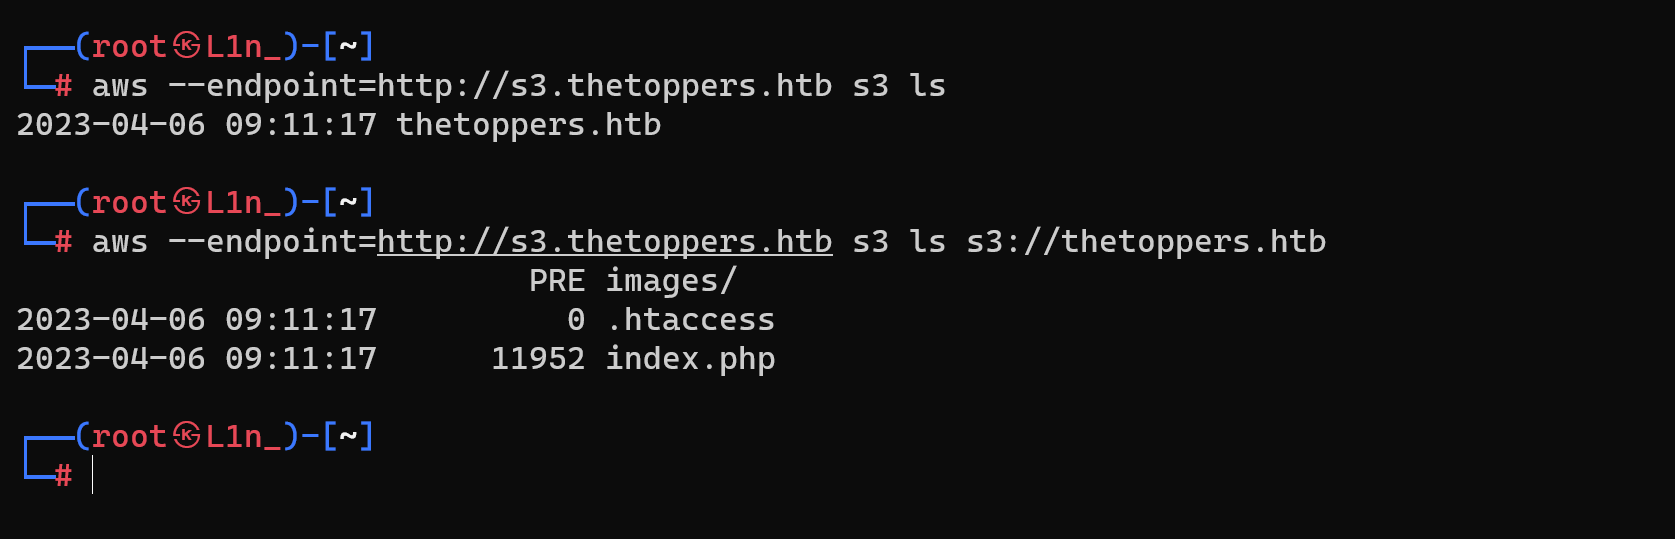 ┌──(root㉿L1n_)-[~]
└─# aws --endpoint=http://s3.thetoppers.htb s3 ls
2023-04-06 09:11:17 thetoppers.htb
┌──(root㉿L1n_)-[~]
└─# aws --endpoint=http://s3.thetoppers.htb s3 ls s3://thetoppers.htb
                           PRE images/
2023-04-06 09:11:17          0 .htaccess
2023-04-06 09:11:17      11952 index.php
┌──(root㉿L1n_)-[~]
└─#